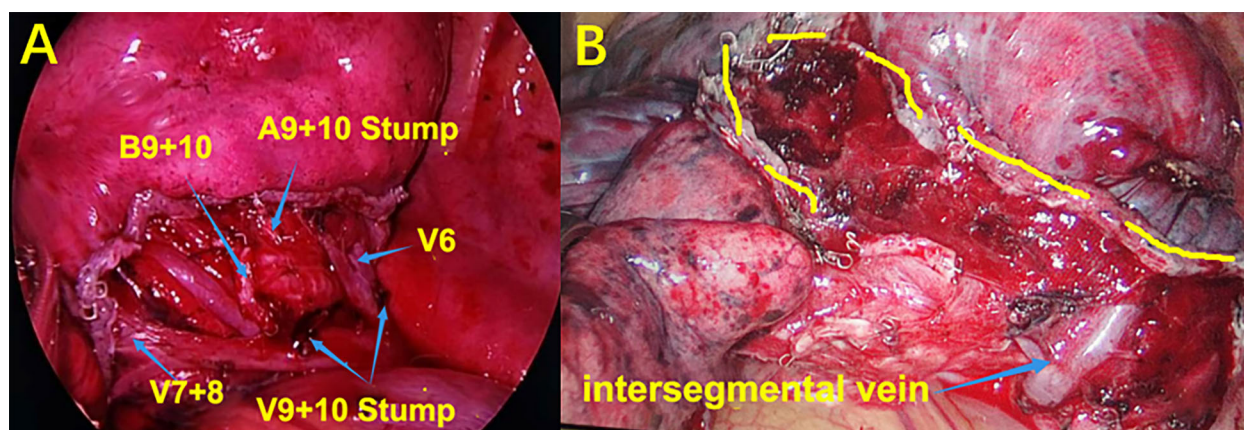 A
B9+10
A9+10 Stump
V6
V7+8
V9+10 Stump
B
intersegmental vein